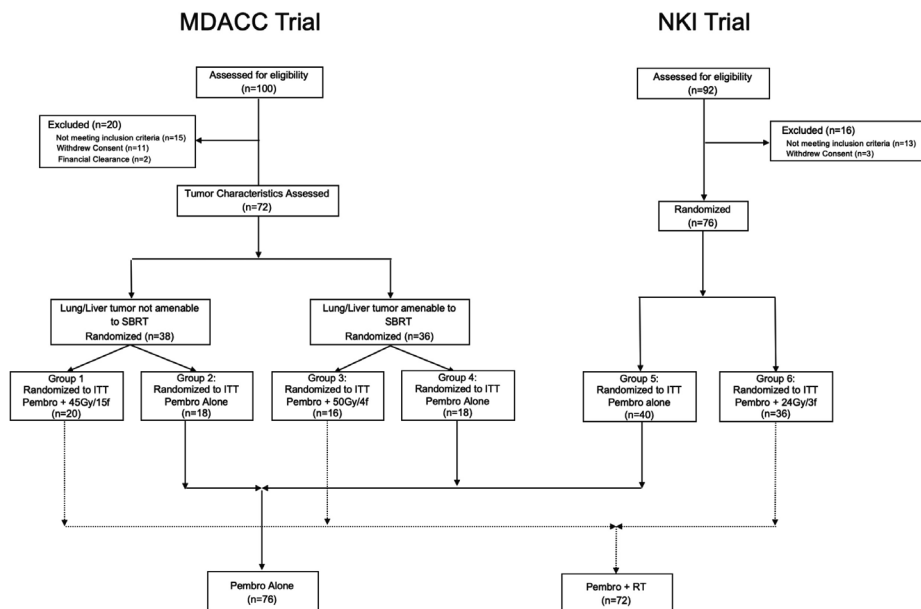 MDACC Trial
NKI Trial
Assessed for eligibility
(n=100)
Assessed for eligibility
(n=92)
Excluded (n=20)
Not meeting inclusion criteria (n=15)
Withdrew Consent (n=11)
Financial Clearance (n=2)
Excluded (n=16)
Not meeting inclusion criteria (n=13)
Withdrew Consent (n=3)
Tumor Characteristics Assessed
(n=72)
Randomized
(n=76)
Lung/Liver tumor not amenable
to SBRT
Randomized (n=38)
Lung/Liver tumor amenable to
SBRT
Randomized (n=36)
Group 1
Randomized to ITT
Pembro + 45Gy/15f
(n=20)
Group 2:
Randomized to ITT
Pembro Alone
(n=18)
Group 3:
Randomized to ITT
Pembro + 50Gy/4f
(n=16)
Group 4:
Randomized to ITT
Pembro Alone
(n=18)
Group 5:
Randomized to ITT
Pembro alone
(n=40)
Group 6:
Randomized to ITT
Pembro + 24Gy/3f
(n=36)
Pembro Alone
(n=76)
Pembro + RT
(n=72)